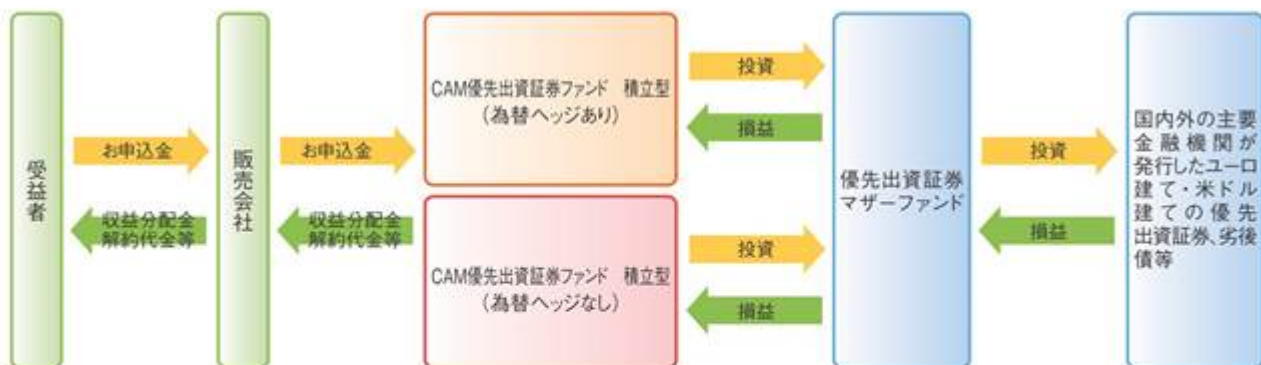 受益者
お申込金
収益分配金
解約代金等
販売会社
お申込金
収益分配金
解約代金等
CAM優先出資証券ファンド　積立型
(為替ヘッジあり)
CAM優先出資証券ファンド　積立型
(為替ヘッジなし)
投資
損益
投資
損益
優先出資証券
マザーファンド
投資
損益
国内外の主要
金融機関が
発行したユーロ
建て・米ドル
建ての優先
出資証券、劣後
債等